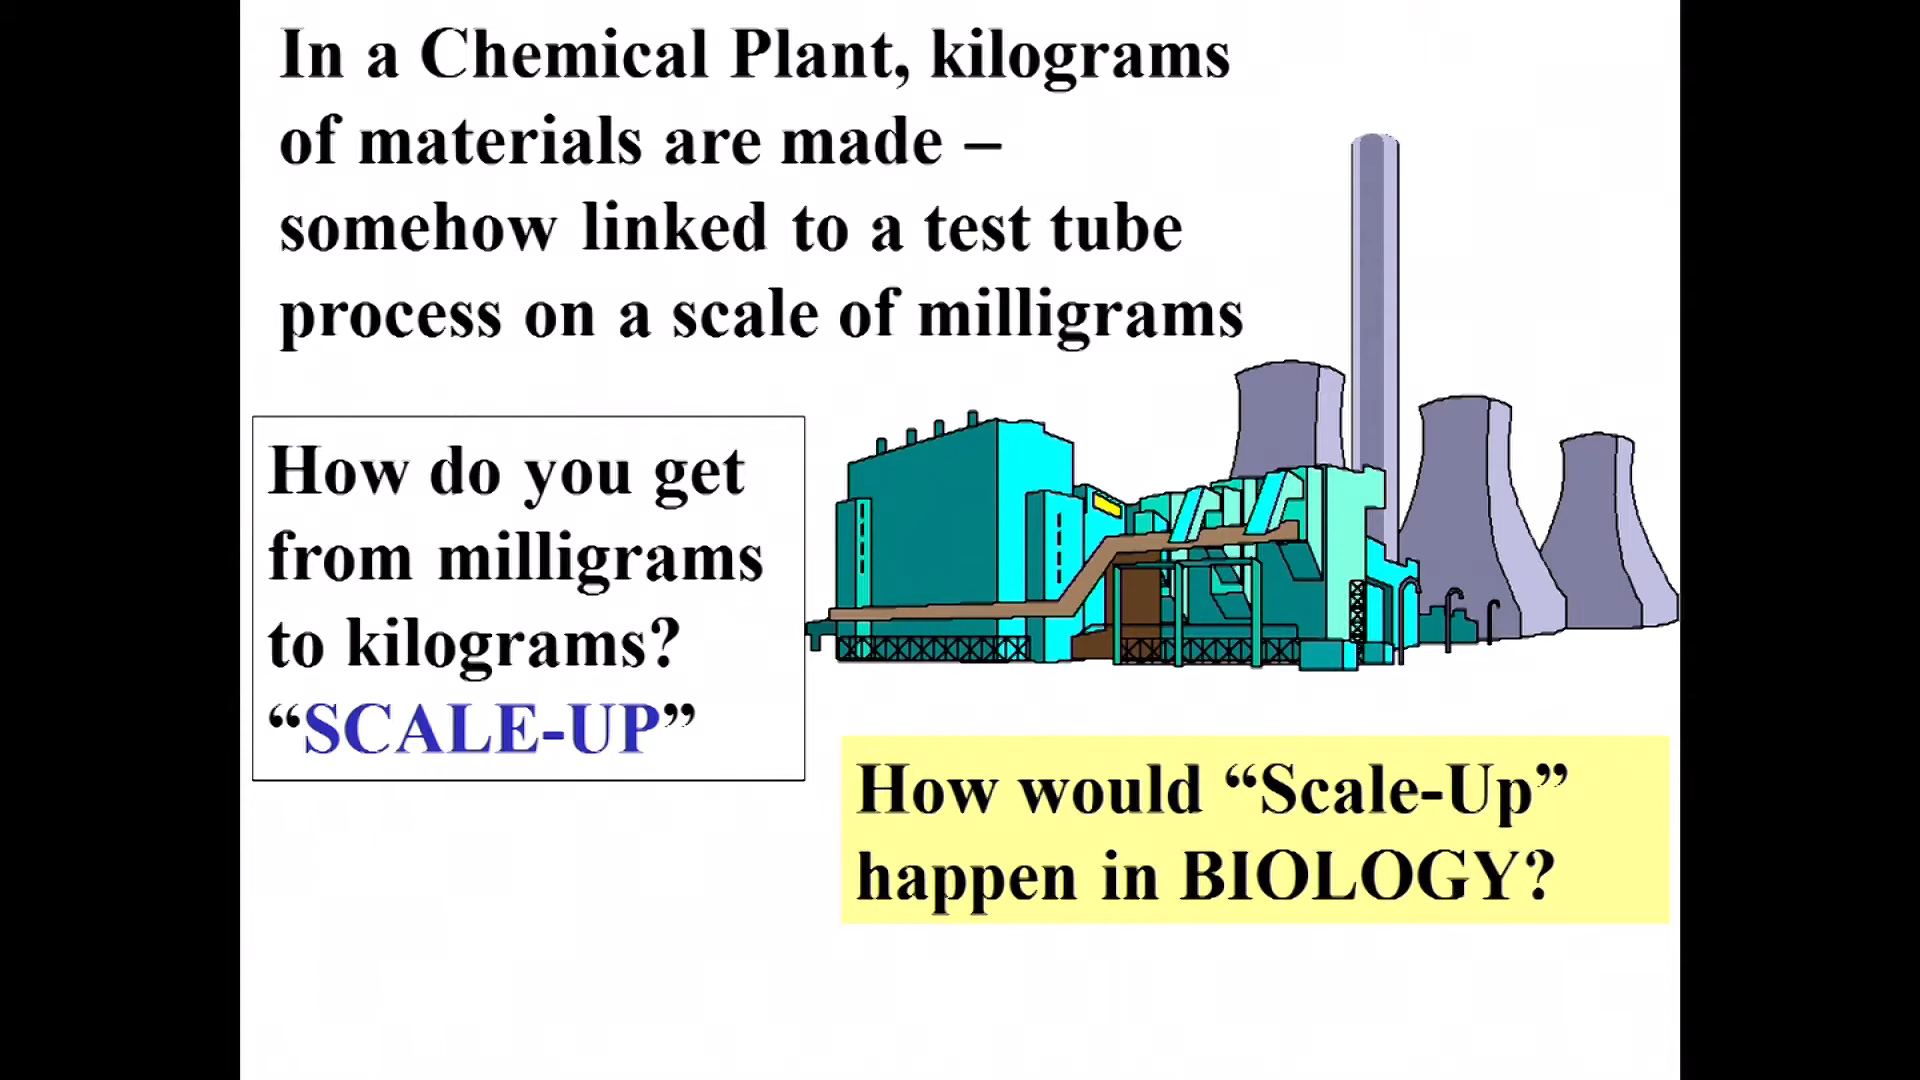 In a Chemical Plant, kilograms
of materials are made –
somehow linked to a test tube
process on a scale of milligrams
How do you get
from milligrams
to kilograms?
“SCALE-UP”
How would “Scale-Up”
happen in BIOLOGY?